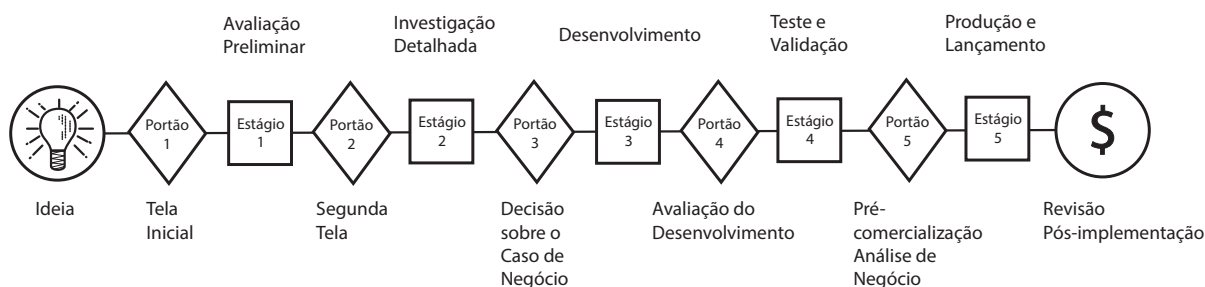 Avaliação
Preliminar
Investigação
Detalhada
Desenvolvimento
Teste e
Validação
Produção e
Lançamento
Portão
1
Estágio
1
Portão
2
Estágio
2
Portão
3
Estágio
3
Portão
4
Estágio
4
Portão
5
Estágio
5
$
Ideia
Tela
Inicial
Segunda
Tela
Decisão
sobre o
Caso de
Negócio
Avaliação do
Desenvolvimento
Pré-
comercialização
Análise de
Negócio
Revisão
Pós-implementação